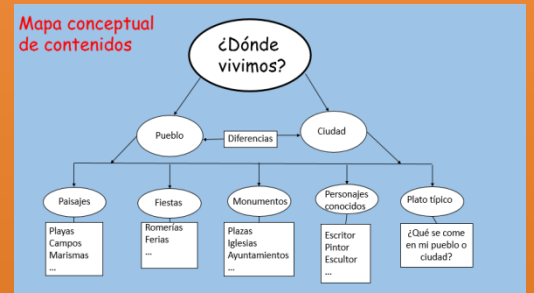 Mapa conceptual
de contenidos
¿Dónde
vivimos?
Pueblo
Diferencias
Ciudad
Paisajes
Fiestas
Monumentos
Personajes
conocidos
Plato típico
Playas
Campos
Marismas
...
Romerías
Ferias
...
Plazas
Iglesias
Ayuntamientos
...
Escritor
Pintor
Escultor
...
¿Qué se come
en mi pueblo o
ciudad?